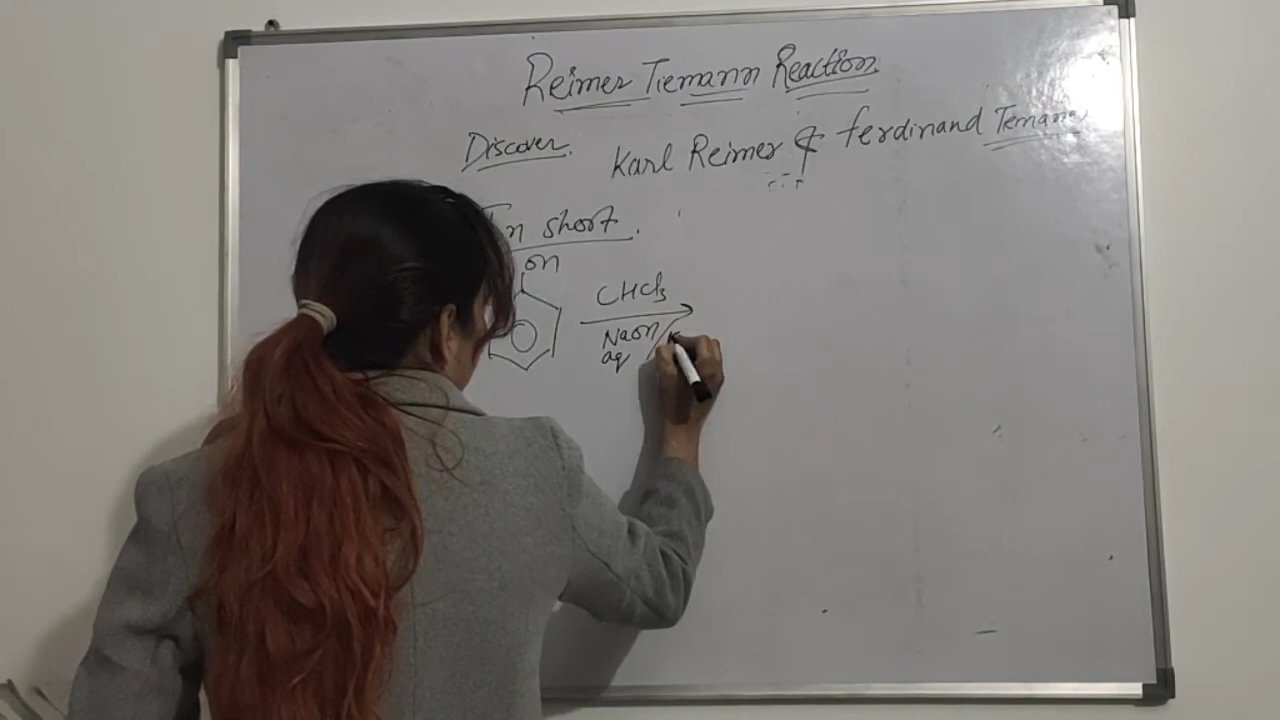 Reimer Tiemann Reaction.
Discover. Karl Reimer & ferdinand Temann.
In short.
OH
CHCl3
NaOH/
aq